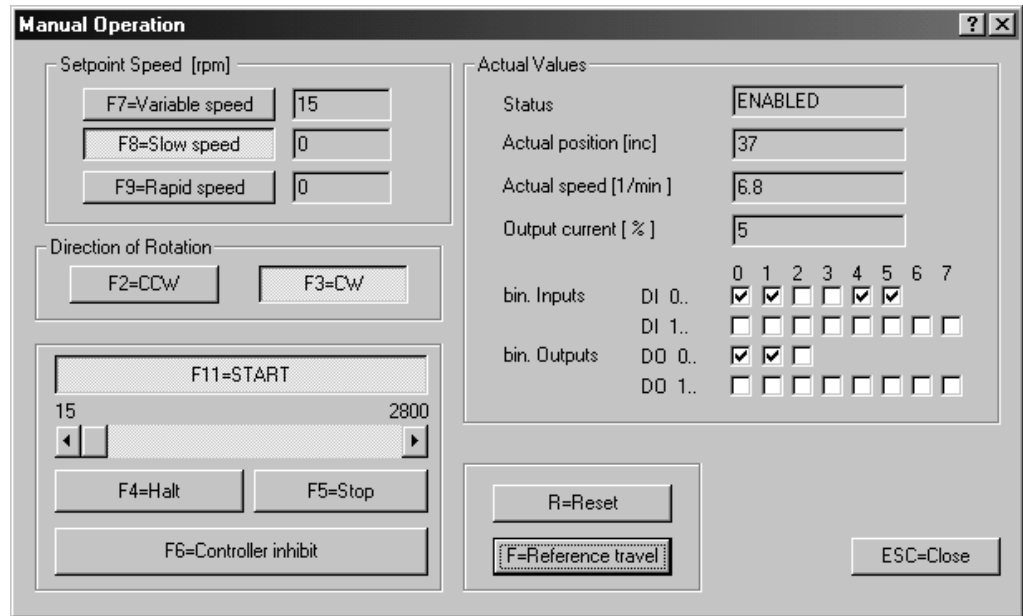 Manual Operation
Setpoint Speed [rpm]
F7=Variable speed 15
F8=Slow speed 0
F9=Rapid speed 0
Direction of Rotation
F2=CCW F3=CW
F11=START
15 2800
F4=Halt F5=Stop
F6=Controller inhibit
Actual Values
Status ENABLED
Actual position [inc] 37
Actual speed [1/min ] 6.8
Output current [ % ] 5
0 1 2 3 4 5 6 7
bin. Inputs DI 0..
DI 1..
bin. Outputs DO 0..
DO 1..
R=Reset
F=Reference travel
ESC=Close